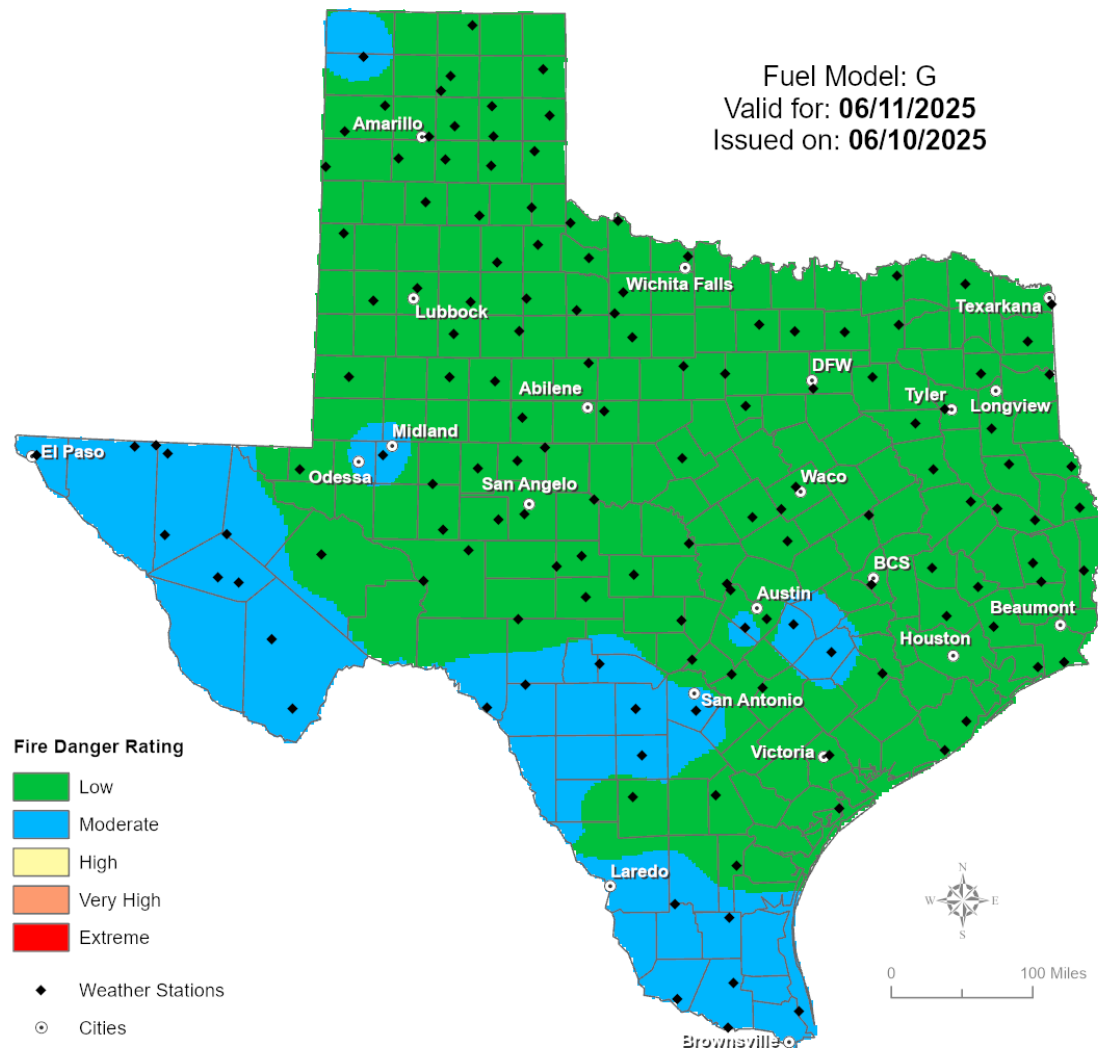 Fuel Model: G
Valid for: 06/11/2025
Issued on: 06/10/2025
Amarillo
Wichita Falls
Lubbock
Texarkana
DFW
Abilene
Tyler
Longview
Midland
El Paso
Odessa
San Angelo
Waco
BCS
Austin
Beaumont
Houston
San Antonio
Victoria
Laredo
Brownsville
Fire Danger Rating
Low
Moderate
High
Very High
Extreme
Weather Stations
Cities
N
W E
S
0 100 Miles